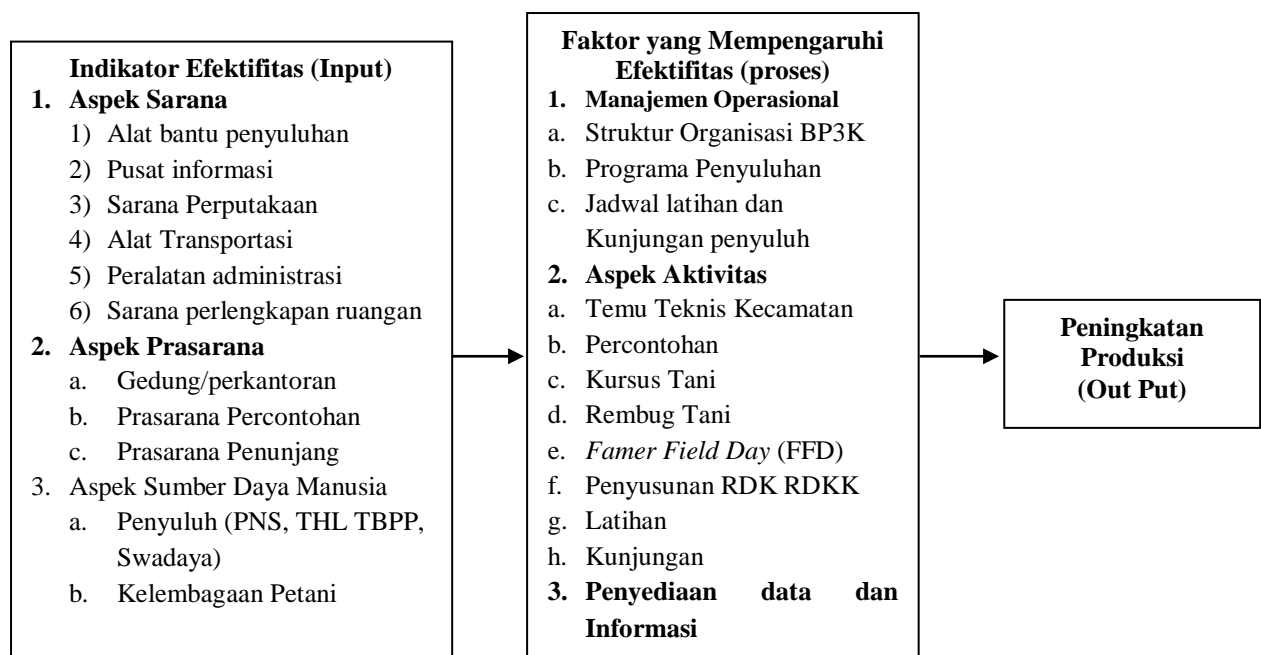 Indikator Efektifitas (Input)
1. Aspek Sarana
1) Alat bantu penyuluhan
2) Pusat informasi
3) Sarana Perputakaan
4) Alat Transportasi
5) Peralatan administrasi
6) Sarana perlengkapan ruangan
2. Aspek Prasarana
a. Gedung/perkantoran
b. Prasarana Percontohan
c. Prasarana Penunjang
3. Aspek Sumber Daya Manusia
a. Penyuluh (PNS, THL TBPP,
Swadaya)
b. Kelembagaan Petani
Faktor yang Mempengaruhi
Efektifitas (proses)
1. Manajemen Operasional
a. Struktur Organisasi BP3K
b. Programa Penyuluhan
c. Jadwal latihan dan
Kunjungan penyuluh
2. Aspek Aktivitas
a. Temu Teknis Kecamatan
b. Percontohan
c. Kursus Tani
d. Rembug Tani
e. Famer Field Day (FFD)
f. Penyusunan RDK RDKK
g. Latihan
h. Kunjungan
3. Penyediaan data dan
Informasi
Peningkatan
Produksi
(Out Put)